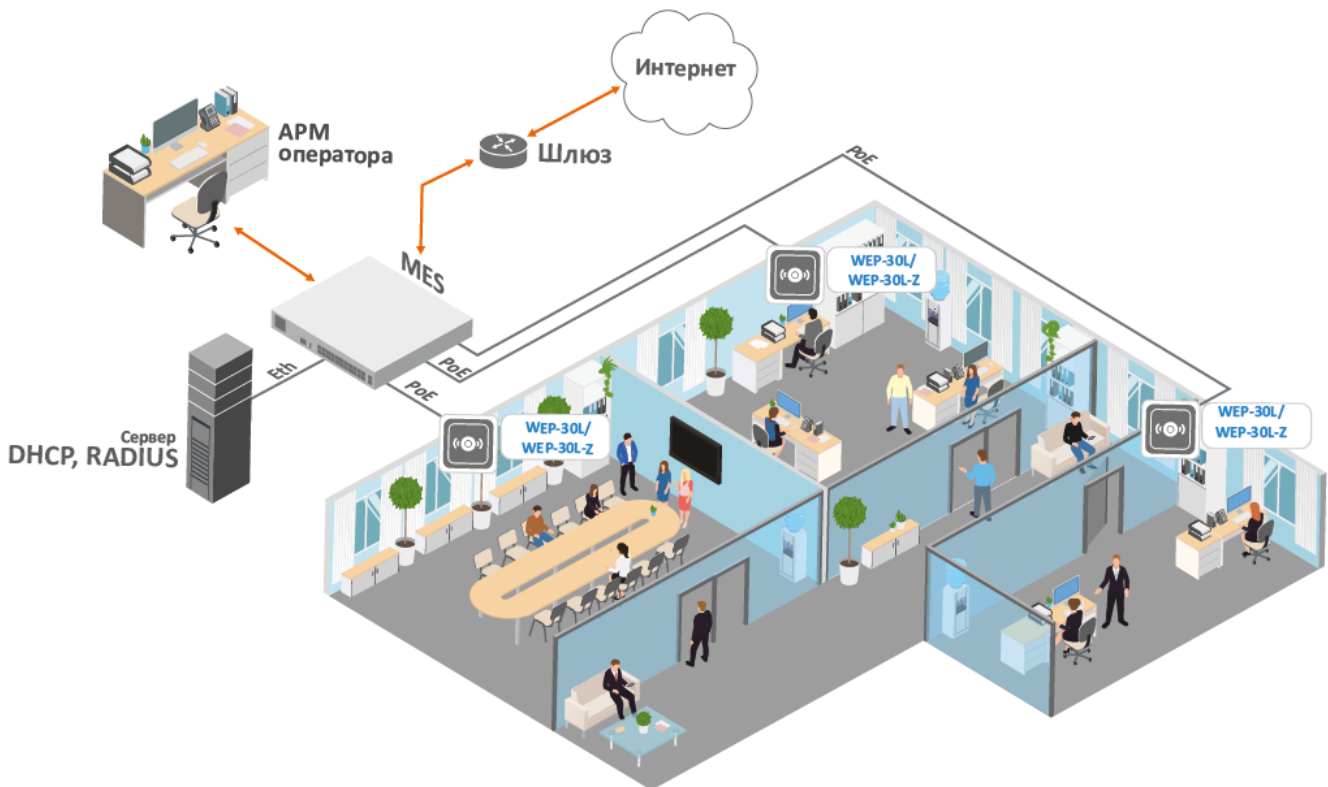 Интернет
АРМ
оператора
Шлюз
PoE
MES
WEP-30L/
WEP-30L-Z
Eth
PoE
PoE
WEP-30L/
WEP-30L-Z
WEP-30L/
WEP-30L-Z
Сервер
DHCP, RADIUS